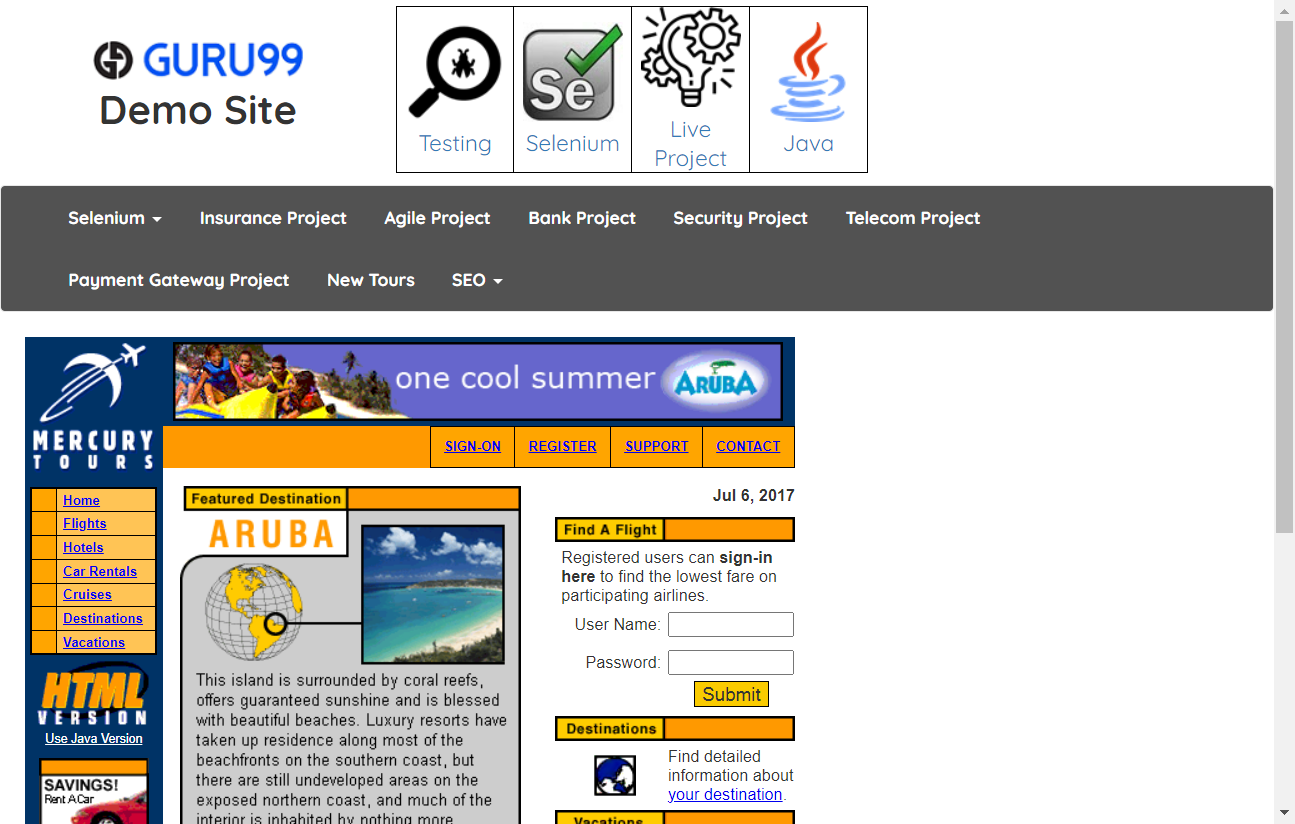 GURU99
Demo Site
Testing
Selenium
Live
Project
Java
Selenium
Insurance Project
Agile Project
Bank Project
Security Project
Telecom Project
Payment Gateway Project
New Tours
SEO
one cool summer
ARUBA
MERCURY
TOURS
SIGN-ON
REGISTER
SUPPORT
CONTACT
Home
Flights
Hotels
Car Rentals
Cruises
Destinations
Vacations
HTML
VERSION
Use Java Version
SAVINGS!
Rent A Car
Featured Destination
ARUBA
This island is surrounded by coral reefs,
offers guaranteed sunshine and is blessed
with beautiful beaches. Luxury resorts have
taken up residence along most of the
beachfronts on the southern coast, but
there are still undeveloped areas on the
exposed northern coast, and much of the
interior is inhabited by nothing more
Jul 6, 2017
Find A Flight
Registered users can sign-in
here to find the lowest fare on
participating airlines.
User Name:
Password:
Submit
Destinations
Find detailed
information about
your destination.
Vacations